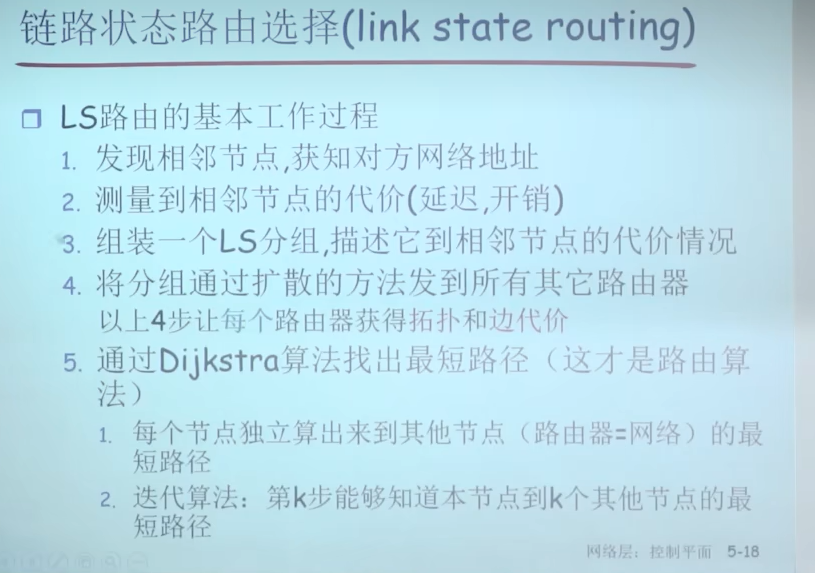 链路状态路由选择(link state routing)
LS路由的基本工作过程
1. 发现相邻节点,获知对方网络地址
2. 测量到相邻节点的代价(延迟,开销)
3. 组装一个LS分组,描述它到相邻节点的代价情况
4. 将分组通过扩散的方法发到所有其它路由器
以上4步让每个路由器获得拓扑和边代价
5. 通过Dijkstra算法找出最短路径（这才是路由算
法）
1. 每个节点独立算出来到其他节点（路由器=网络）的最
短路径
2. 迭代算法：第k步能够知道本节点到k个其他节点的最
短路径
网络层：控制平面 5-18